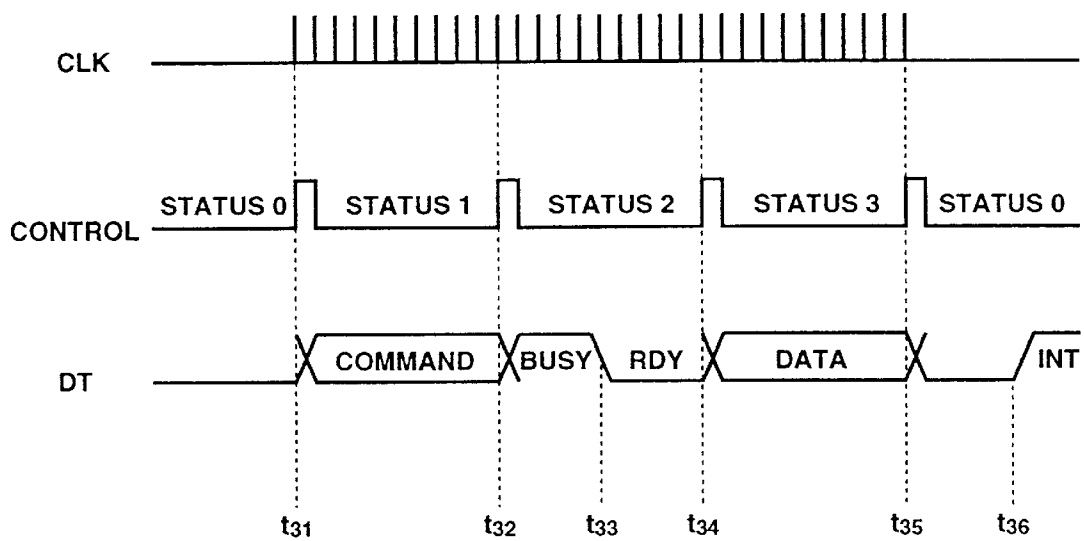 CLK
STATUS 0 STATUS 1 STATUS 2 STATUS 3 STATUS 0
CONTROL
COMMAND BUSY RDY DATA INT
DT
t31 t32 t33 t34 t35 t36